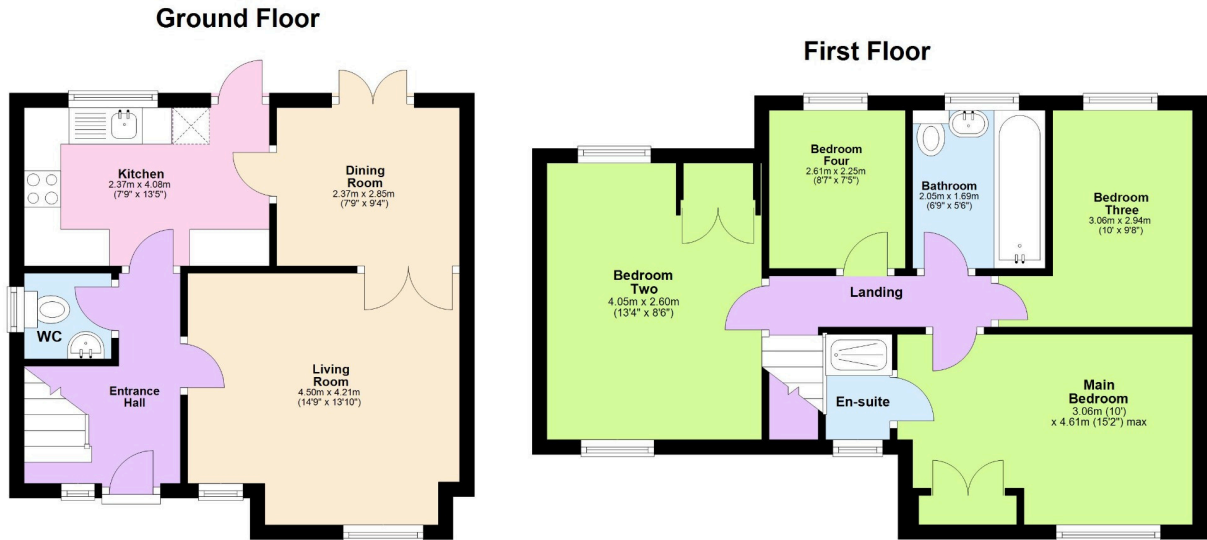 Ground Floor
Kitchen
2.37m x 4.08m
(7'9" x 13'5")
Dining
Room
2.37m x 2.85m
(7'9" x 9'4")
WC
Entrance
Hall
Living
Room
4.50m x 4.21m
(14'9" x 13'10")
First Floor
Bedroom
Four
2.61m x 2.25m
(8'7" x 7'5")
Bathroom
2.05m x 1.69m
(6'9" x 5'6")
Bedroom
Three
3.06m x 2.94m
(10' x 9'8")
Bedroom
Two
4.05m x 2.60m
(13'4" x 8'6")
Landing
En-suite
Main
Bedroom
3.06m (10')
x 4.61m (15'2") max